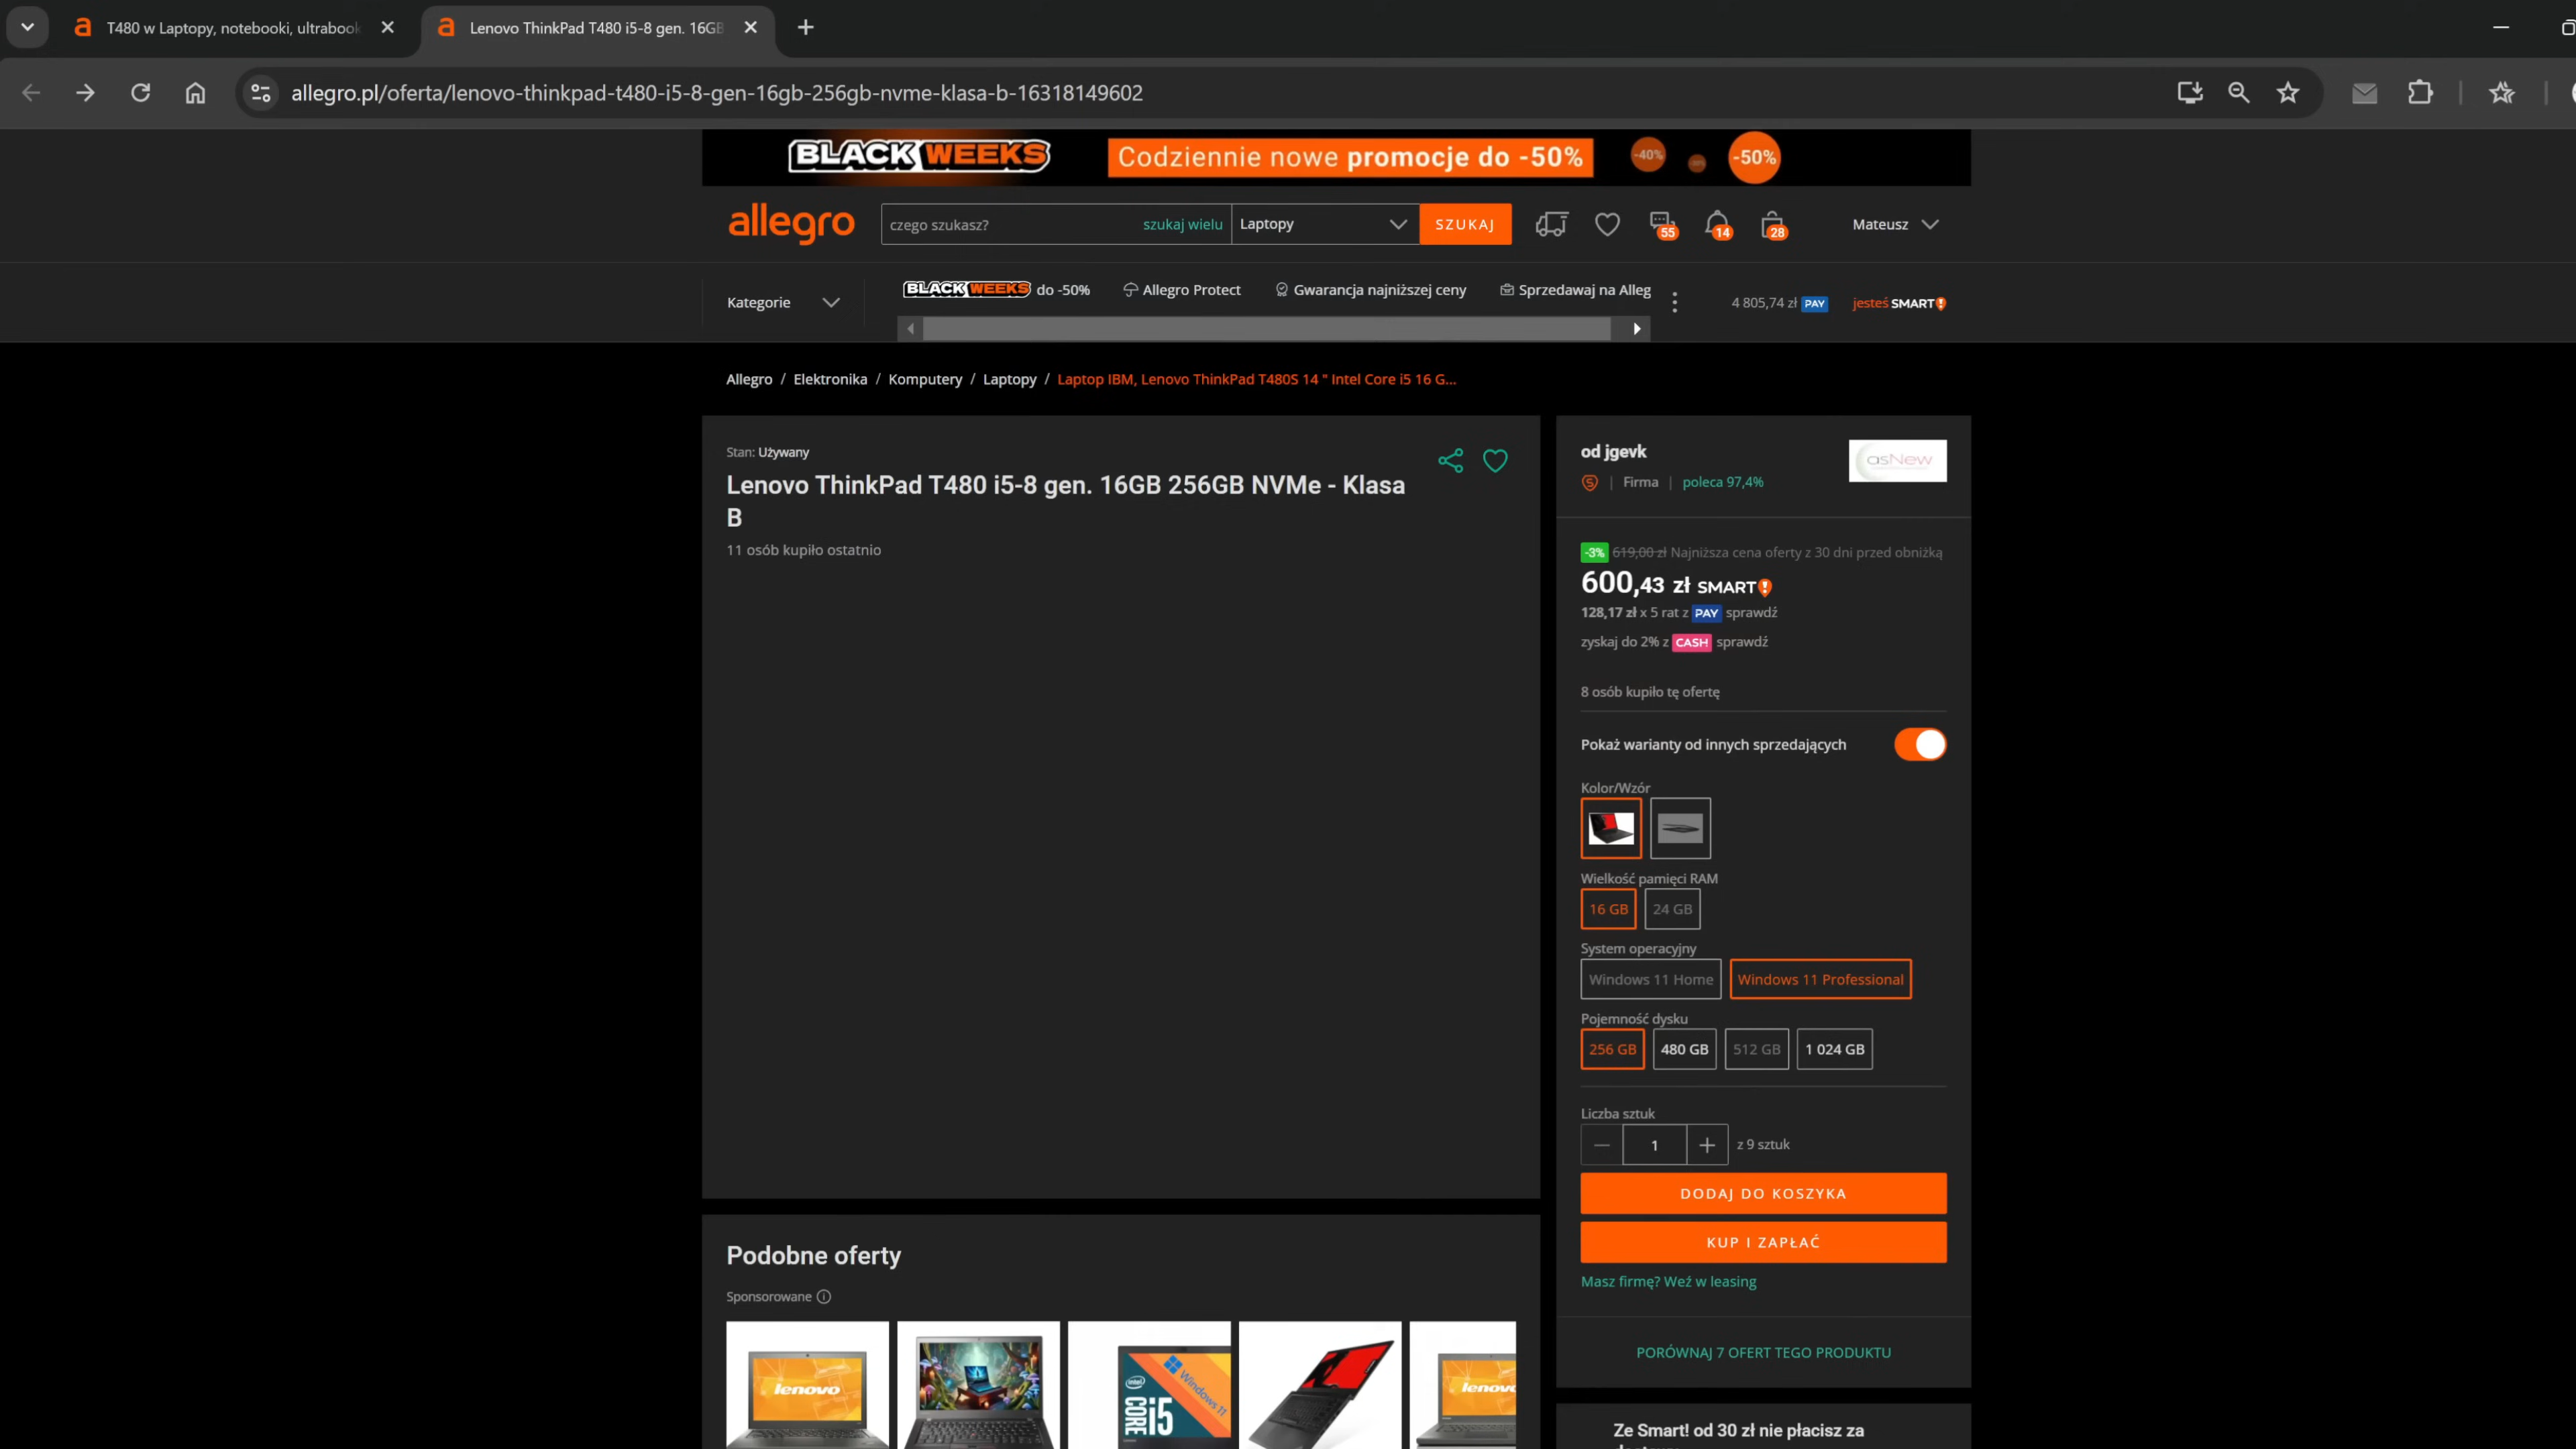 T480 w Laptopy, notebooki, ultrabook
Lenovo ThinkPad T480 i5-8 gen. 16GB
allegro.pl/oferta/lenovo-thinkpad-t480-i5-8-gen-16gb-256gb-nvme-klasa-b-16318149602
BLACK WEEKS
Codziennie nowe promocje do -50%
-40%
-50%
allegro
czego szukasz?
szukaj wielu
Laptopy
SZUKAJ
55
14
28
Mateusz
Kategorie
BLACK WEEKS do -50%
Allegro Protect
Gwarancja najniższej ceny
Sprzedawaj na Alleg
4 805,74 zł PAY
jesteś SMART!
Allegro / Elektronika / Komputery / Laptopy / Laptop IBM, Lenovo ThinkPad T480S 14 " Intel Core i5 16 G...
Stan: Używany
Lenovo ThinkPad T480 i5-8 gen. 16GB 256GB NVMe - Klasa
B
11 osób kupiło ostatnio
od jgevk
asNew
Firma | poleca 97,4%
-3% 619,00 zł Najniższa cena oferty z 30 dni przed obniżką
600,43 zł SMART!
128,17 zł x 5 rat z PAY sprawdź
zyskaj do 2% z CASH sprawdź
8 osób kupiło tę ofertę
Pokaż warianty od innych sprzedających
Kolor/Wzór
Wielkość pamięci RAM
16 GB
24 GB
System operacyjny
Windows 11 Home
Windows 11 Professional
Pojemność dysku
256 GB
480 GB
512 GB
1 024 GB
Liczba sztuk
1
z 9 sztuk
DODAJ DO KOSZYKA
KUP I ZAPŁAĆ
Masz firmę? Weź w leasing
PORÓWNAJ 7 OFERT TEGO PRODUKTU
Ze Smart! od 30 zł nie płacisz za
Podobne oferty
Sponsorowane
lenovo
intel
CORE i5
Windows 11
lenovo